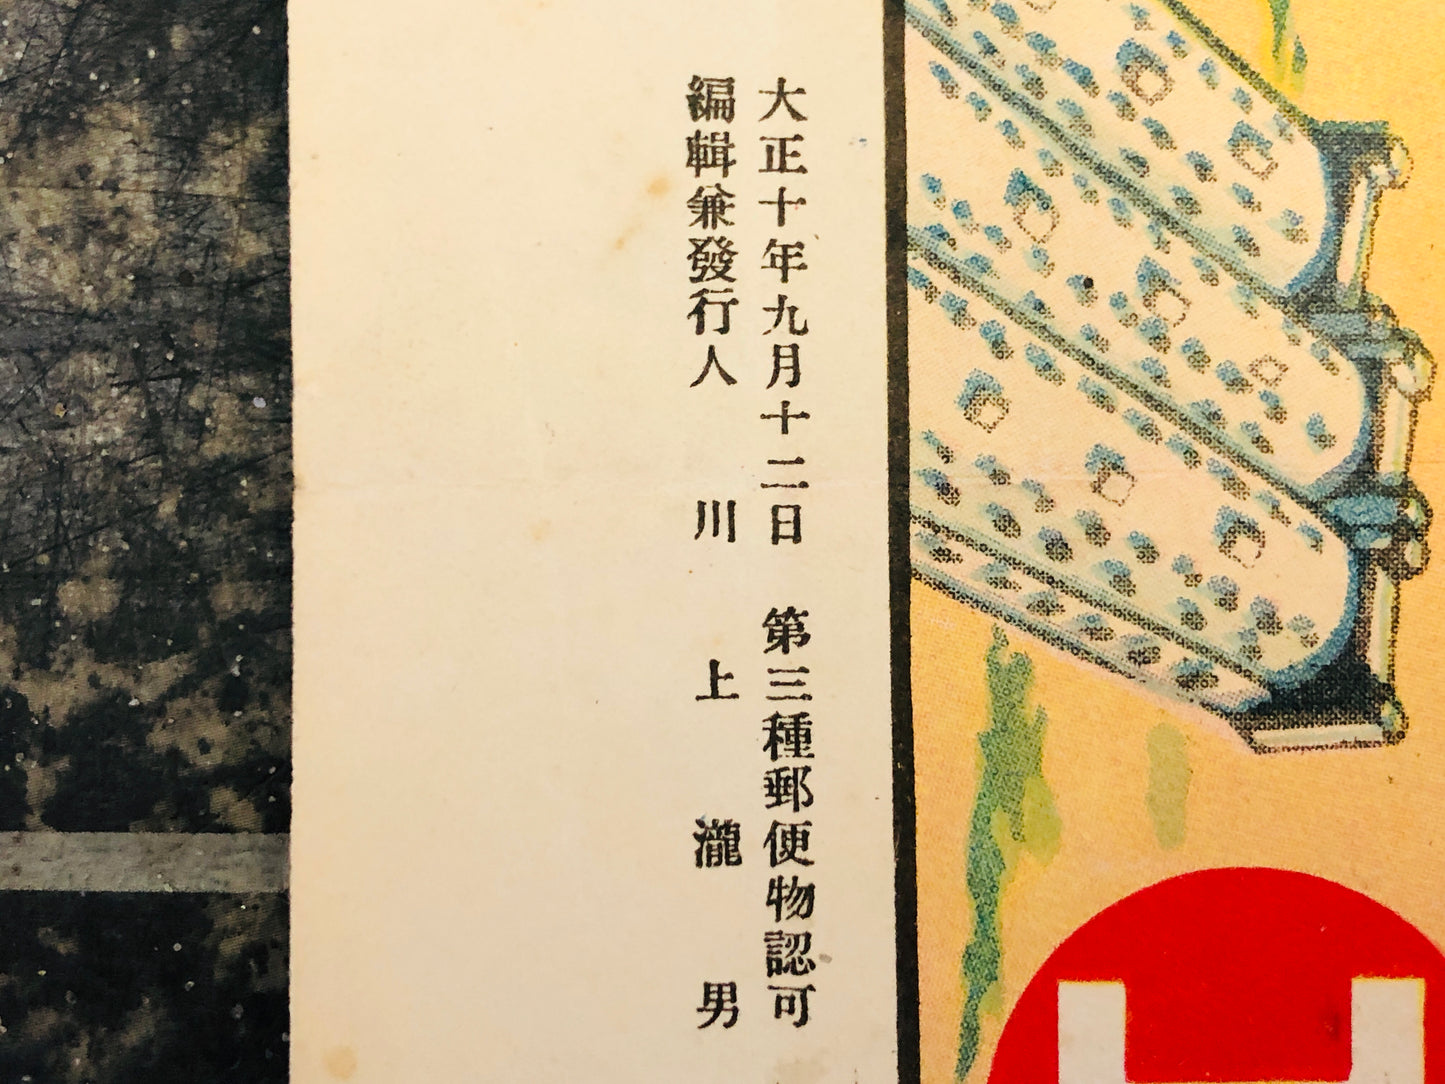 大正十年九月十二日 第三種郵便物認可
編輯兼發行人 川上瀧男